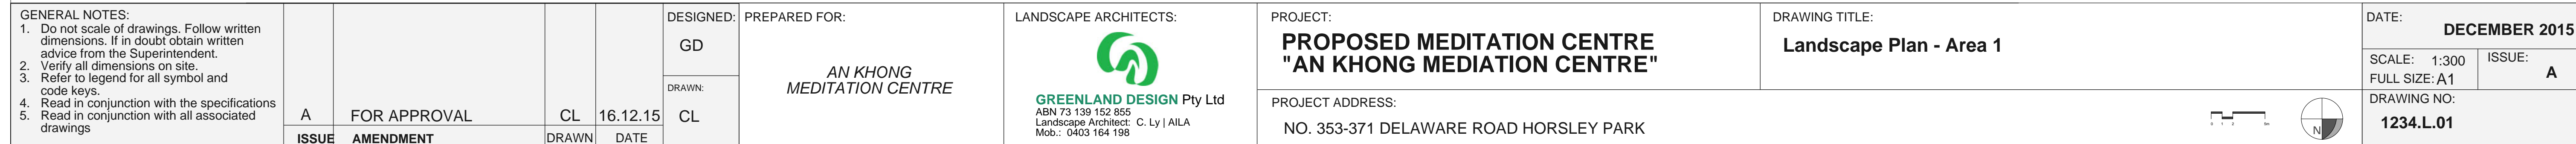 GENERAL NOTES:
1. Do not scale of drawings. Follow written
dimensions. If in doubt obtain written
advice from the Superintendent.
2. Verify all dimensions on site.
3. Refer to legend for all symbol and
code keys.
4. Read in conjunction with the specifications
5. Read in conjunction with all associated
drawings
A FOR APPROVAL CL 16.12.15
ISSUE AMENDMENT DRAWN DATE
DESIGNED:
GD
DRAWN:
CL
PREPARED FOR:
AN KHONG
MEDITATION CENTRE
LANDSCAPE ARCHITECTS:
GREENLAND DESIGN Pty Ltd
ABN 73 139 152 855
Landscape Architect: C. Ly | AILA
Mob.: 0403 164 198
PROJECT:
PROPOSED MEDITATION CENTRE
"AN KHONG MEDIATION CENTRE"
PROJECT ADDRESS:
NO. 353-371 DELAWARE ROAD HORSLEY PARK
DRAWING TITLE:
Landscape Plan - Area 1
N
DATE:
DECEMBER 2015
SCALE: 1:300
FULL SIZE: A1
ISSUE:
A
DRAWING NO:
1234.L.01